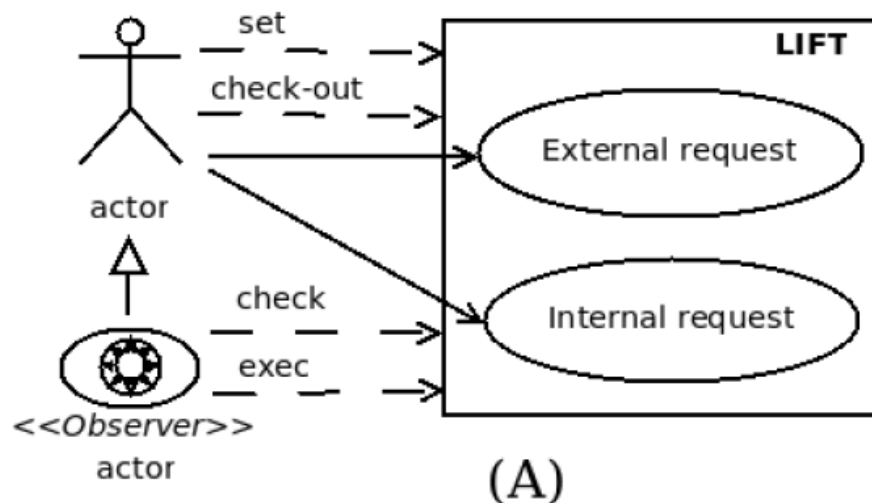 set
LIFT
check-out
External request
actor
check
Internal request
exec
<<Observer>>
actor
(A)